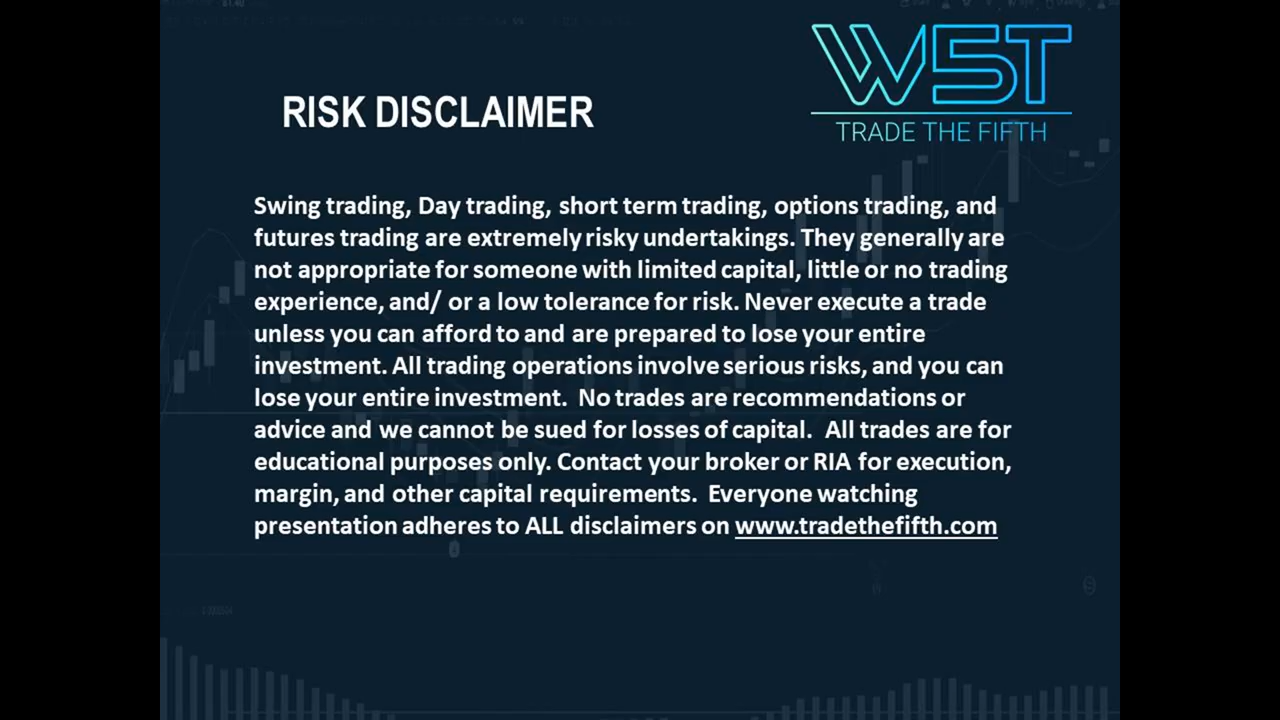 W5T
TRADE THE FIFTH
RISK DISCLAIMER
Swing trading, Day trading, short term trading, options trading, and
futures trading are extremely risky undertakings. They generally are
not appropriate for someone with limited capital, little or no trading
experience, and/ or a low tolerance for risk. Never execute a trade
unless you can afford to and are prepared to lose your entire
investment. All trading operations involve serious risks, and you can
lose your entire investment.  No trades are recommendations or
advice and we cannot be sued for losses of capital.  All trades are for
educational purposes only. Contact your broker or RIA for execution,
margin, and other capital requirements.  Everyone watching
presentation adheres to ALL disclaimers on www.tradethefifth.com